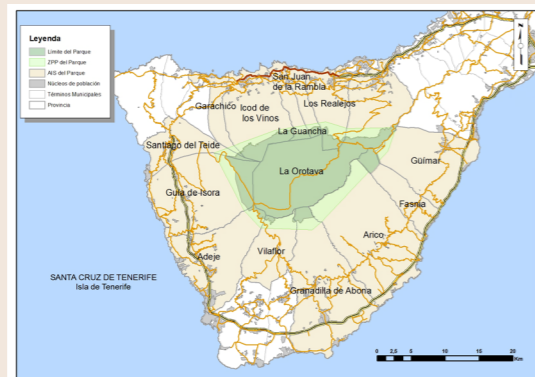 Leyenda
Límite del Parque
ZPP del Parque
AIS del Parque
Núcleos de población
Términos Municipales
Provincia
N
San Juan
de la Rambla
Garachico
Icod de
los Vinos
Los Realejos
La Guancha
Santiago del Teide
La Orotava
Güímar
Guía de Isora
Fasnia
Arico
Vilaflor
Adeje
SANTA CRUZ DE TENERIFE
Isla de Tenerife
Granadilla de Abona
0 2,5 5 10 15 20
Km